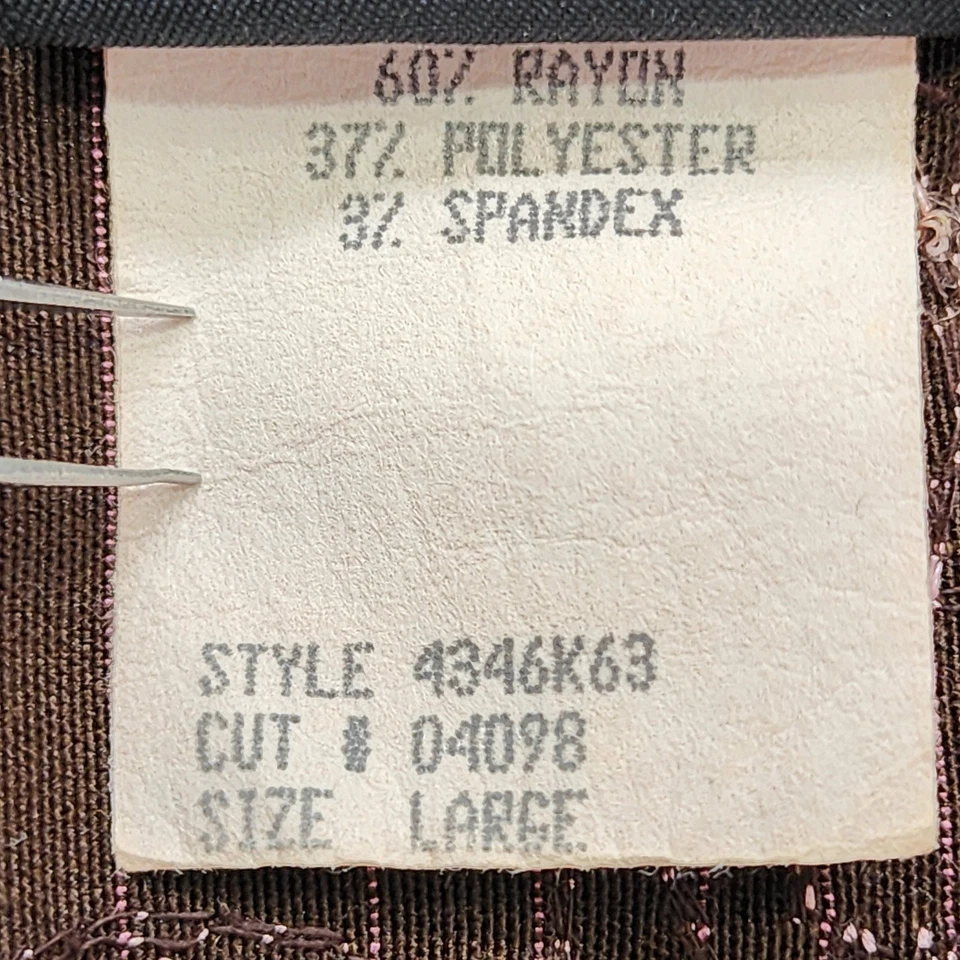 60% RAYON
37% POLYESTER
3% SPANDEX
STYLE 4346K63
CUT # 04098
SIZE LARGE